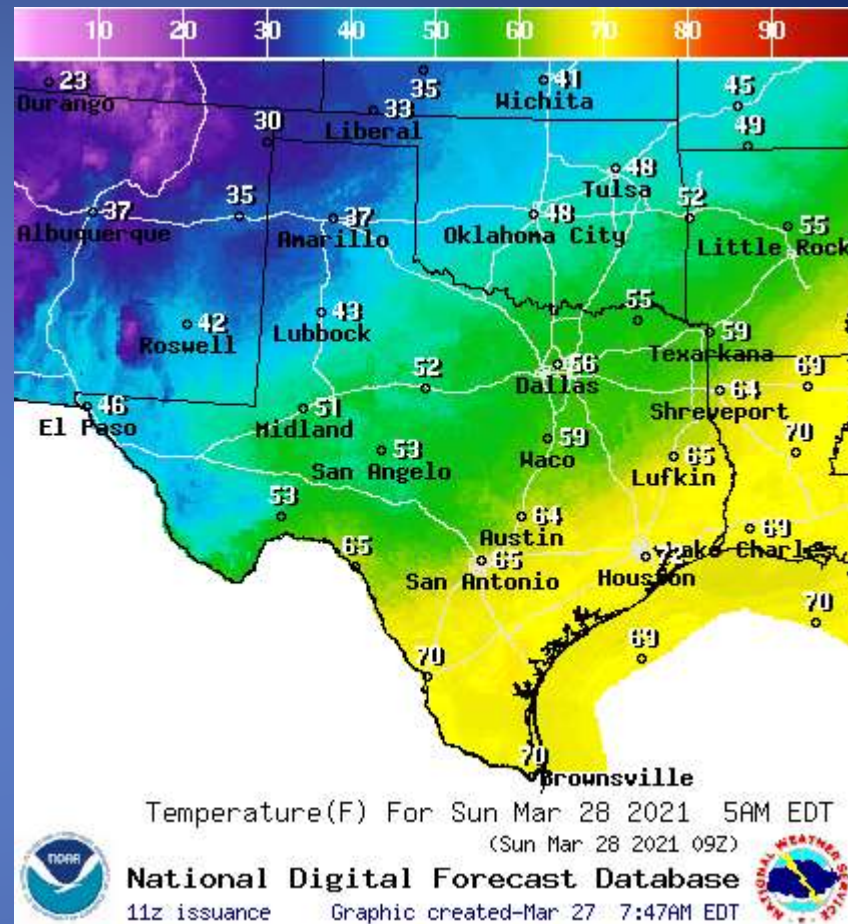 10 20 30 40 50 60 70 80 90
23 35 41 45
Durango Wichita
33
Liberal
30 49
48
Tulsa
37 35 37 48 52 55
Albuquerque Amarillo Oklahoma City Little Rock
42 43 55 59
Roswell Lubbock Texarkana
52 56 69
Dallas
46 51 64
El Paso Midland Shreveport
53 59 65 70
San Angelo Waco Lufkin
53 64 69
Austin
65 65 Lake Charles
San Antonio Houston
70 69 70
70
Brownsville
Temperature(F) For Sun Mar 28 2021 5AM EDT
(Sun Mar 28 2021 09Z)
NOAA
National Digital Forecast Database
11z issuance Graphic created-Mar 27 7:47AM EDT
NATIONAL WEATHER SERVICE